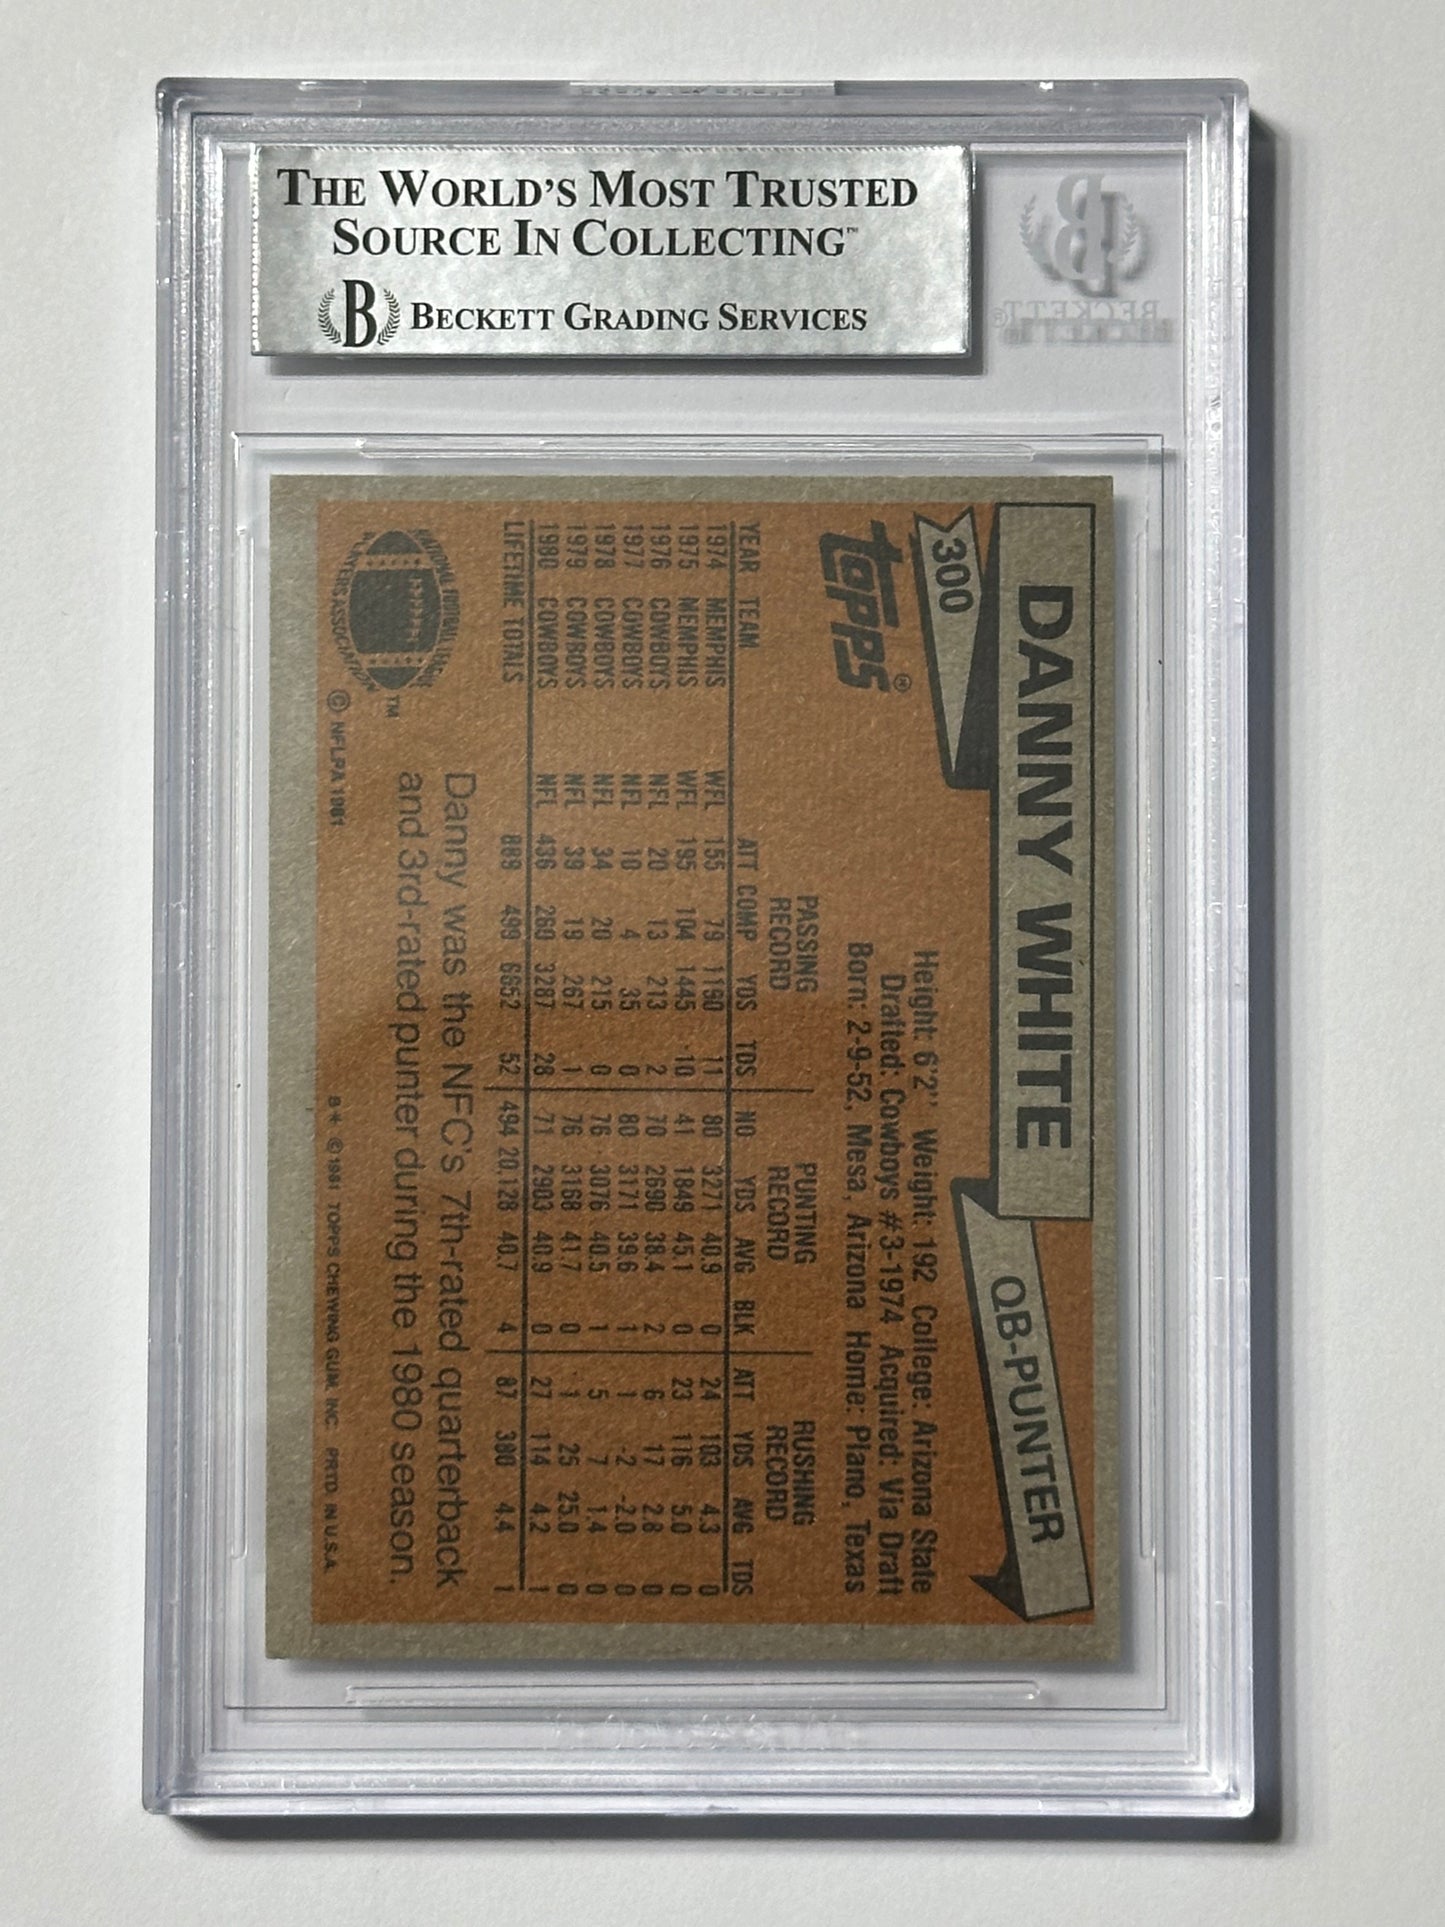 THE WORLD'S MOST TRUSTED
SOURCE IN COLLECTING™
B BECKETT GRADING SERVICES
B
BECKETT
DANNY WHITE QB-PUNTER
300
Height: 6'2" Weight: 192 College: Arizona State
Drafted: Cowboys #3-1974 Acquired: Via Draft
Born: 2-9-52, Mesa, Arizona Home: Plano, Texas
TOPPS®
PASSING RECORD PUNTING RECORD RUSHING RECORD
YEAR TEAM ATT COMP YDS TDS NO YDS AVG BLK ATT YDS AVG TDS
1974 MEMPHIS WFL 155 79 1190 11 80 3271 40.9 0 24 103 4.3 0
1975 MEMPHIS WFL 195 104 1445 10 41 1849 45.1 0 23 116 5.0 0
1976 COWBOYS NFL 20 13 213 2 70 2690 38.4 2 6 17 2.8 0
1977 COWBOYS NFL 10 4 35 0 80 3171 39.6 1 1 -2 -2.0 0
1978 COWBOYS NFL 34 20 215 0 76 3076 40.5 1 5 7 1.4 0
1979 COWBOYS NFL 39 19 267 1 76 3168 41.7 0 1 25 25.0 0
1980 COWBOYS NFL 436 260 3287 28 71 2903 40.9 0 27 114 4.2 1
LIFETIME TOTALS 889 499 6652 52 494 20,128 40.7 4 87 380 4.4 1
Danny was the NFC's 7th-rated quarterback
and 3rd-rated punter during the 1980 season.
NATIONAL FOOTBALL LEAGUE
PLAYERS ASSOCIATION
TM
© NFLPA 1981 B* © 1981 TOPPS CHEWING GUM, INC. PRTD. IN U.S.A.